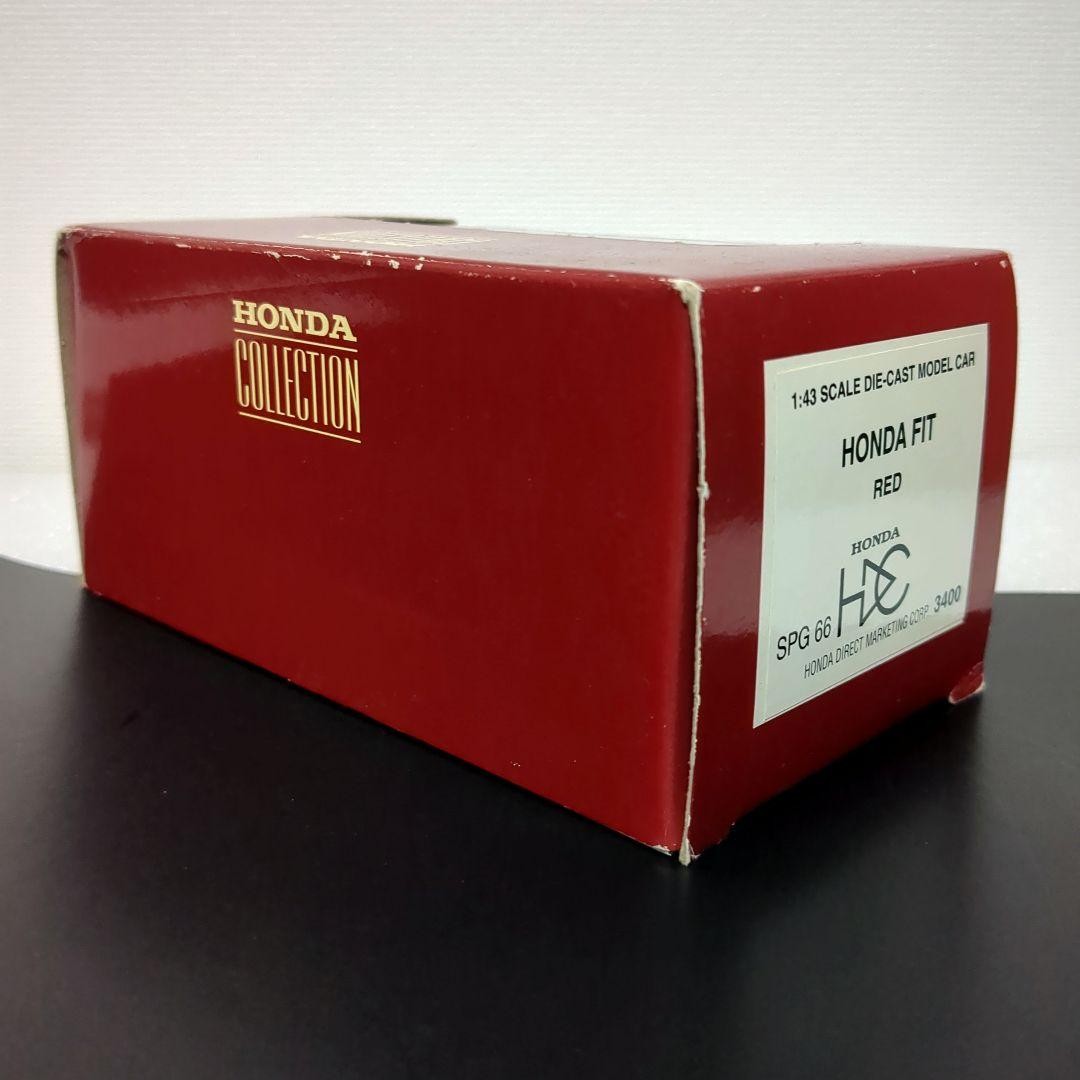 HONDA
COLLECTION
1:43 SCALE DIE-CAST MODEL CAR
HONDA FIT
RED
HONDA
HDC
SPG 66
3400
HONDA DIRECT MARKETING CORP.